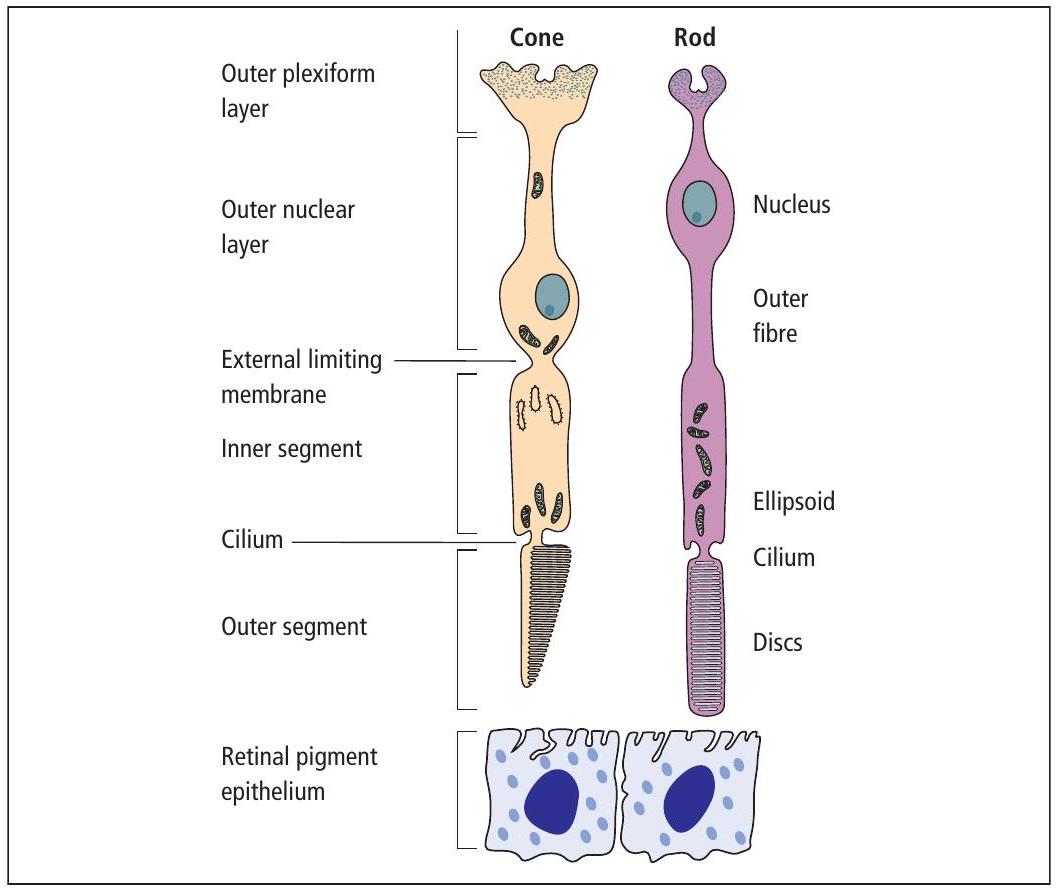 Cone
Rod
Outer plexiform
layer
Outer nuclear
layer
Nucleus
Outer
fibre
External limiting
membrane
Inner segment
Ellipsoid
Cilium
Cilium
Outer segment
Discs
Retinal pigment
epithelium